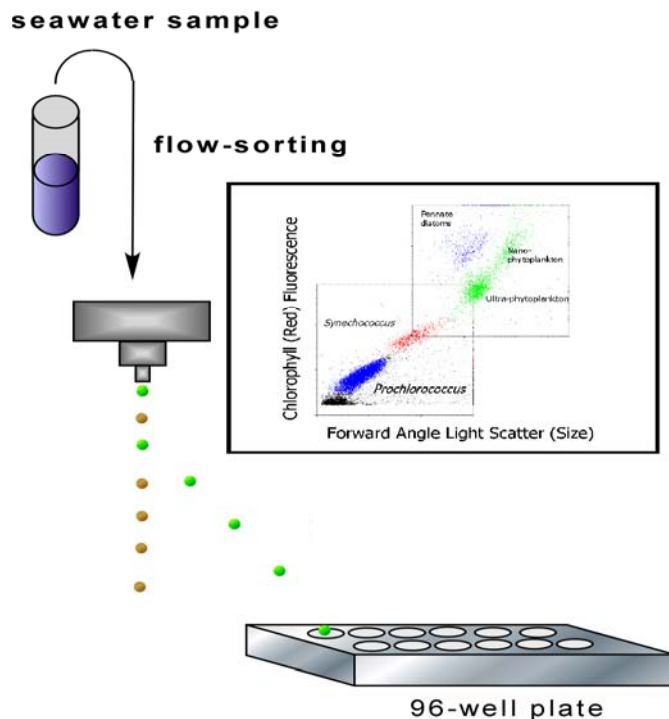 seawater sample
flow-sorting
Chlorophyll (Red) Fluorescence
Pennate
diatoms
Nano-
phytoplankton
Ultra-phytoplankton
Synechococcus
Prochlorococcus
Forward Angle Light Scatter (Size)
96-well plate